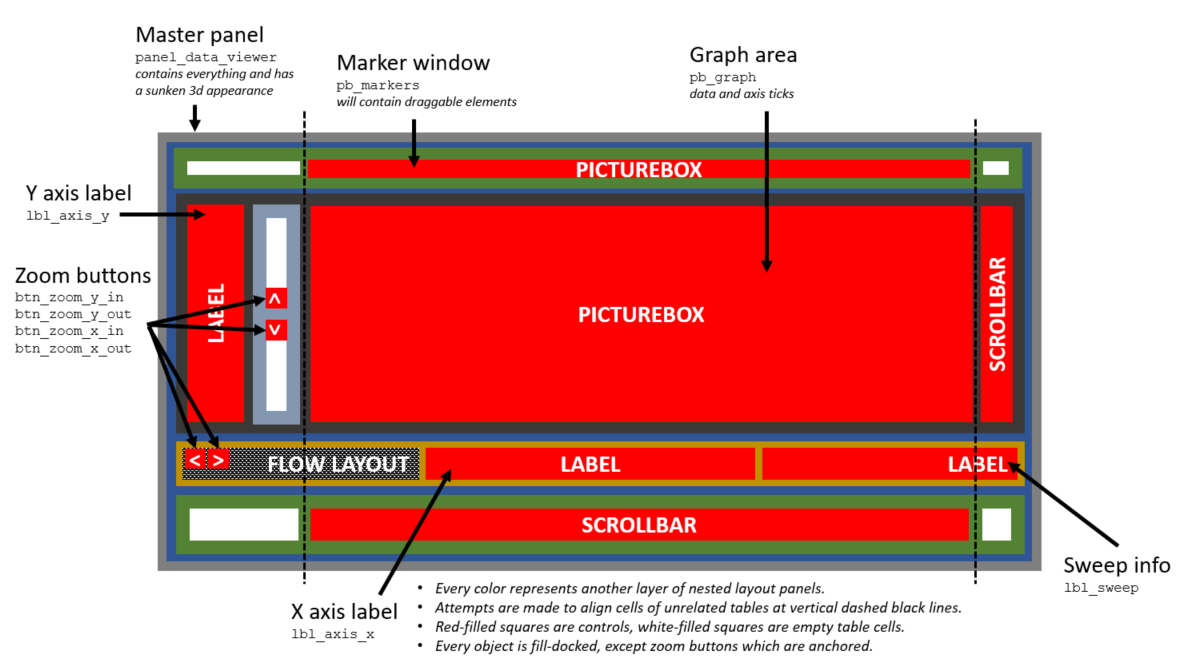 Master panel
panel_data_viewer
contains everything and has
a sunken 3d appearance
Marker window
pb_markers
will contain draggable elements
Graph area
pb_graph
data and axis ticks
PICTUREBOX
Y axis label
lbl_axis_y
Zoom buttons
btn_zoom_y_in
btn_zoom_y_out
btn_zoom_x_in
btn_zoom_x_out
LABEL
^
v
PICTUREBOX
SCROLLBAR
< >
FLOW LAYOUT
LABEL
LABEL
SCROLLBAR
Sweep info
lbl_sweep
X axis label
lbl_axis_x
• Every color represents another layer of nested layout panels.
• Attempts are made to align cells of unrelated tables at vertical dashed black lines.
• Red-filled squares are controls, white-filled squares are empty table cells.
• Every object is fill-docked, except zoom buttons which are anchored.